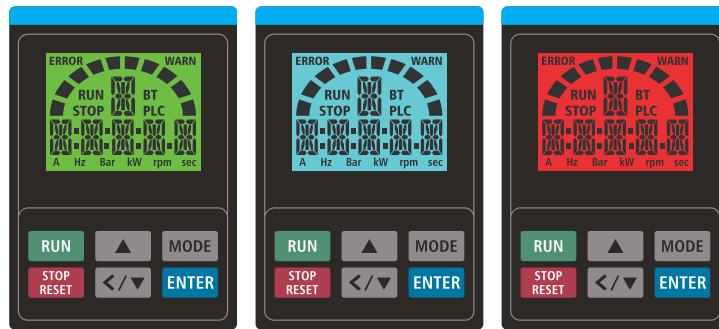 ERROR WARN
RUN BT
STOP PLC
A Hz Bar kW rpm sec
RUN ▲ MODE
STOP RESET </▼ ENTER
ERROR WARN
RUN BT
STOP PLC
A Hz Bar kW rpm sec
RUN ▲ MODE
STOP RESET </▼ ENTER
ERROR WARN
RUN BT
STOP PLC
A Hz Bar kW rpm sec
RUN ▲ MODE
STOP RESET </▼ ENTER